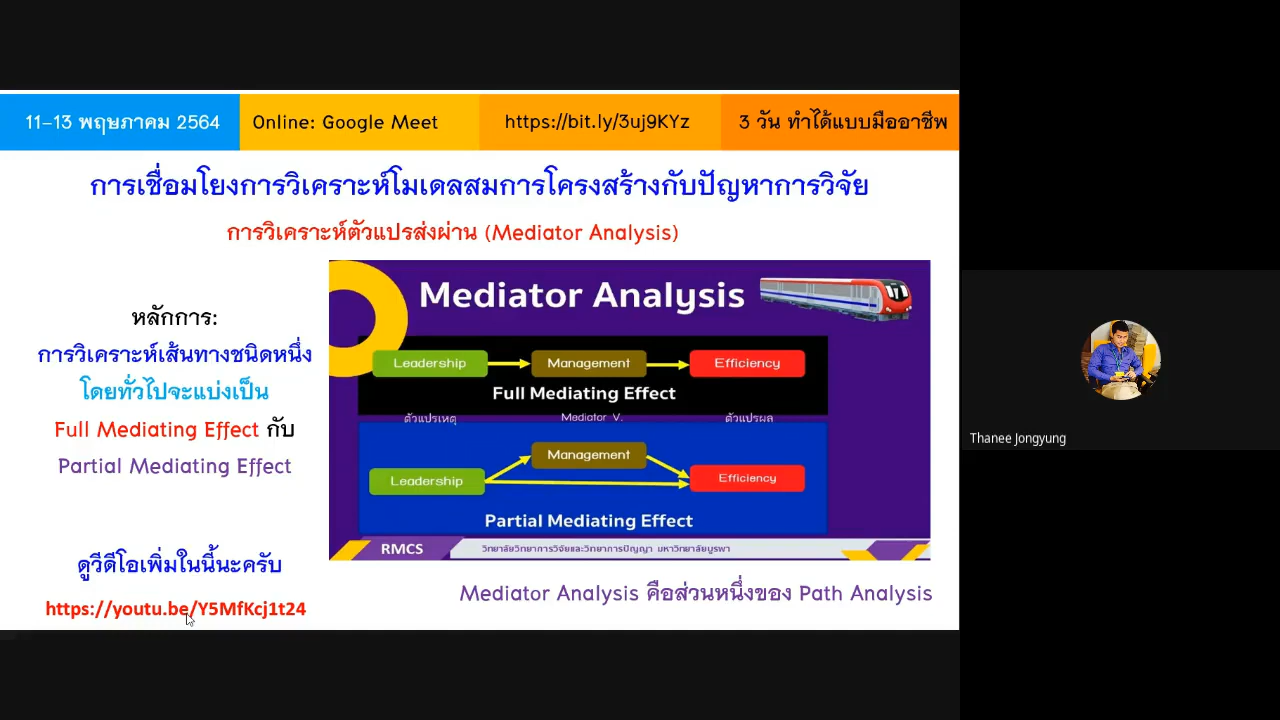 11-13 พฤษภาคม 2564
Online: Google Meet
https://bit.ly/3uj9KYz
3 วัน ทำได้แบบมืออาชีพ
การเชื่อมโยงการวิเคราะห์โมเดลสมการโครงสร้างกับปัญหาการวิจัย
การวิเคราะห์ตัวแปรส่งผ่าน (Mediator Analysis)
หลักการ:
การวิเคราะห์เส้นทางชนิดหนึ่ง
โดยทั่วไปจะแบ่งเป็น
Full Mediating Effect กับ
Partial Mediating Effect
ดูวีดีโอเพิ่มในนี้นะครับ
https://youtu.be/Y5MfKcj1t24
Mediator Analysis
Leadership
Management
Efficiency
Full Mediating Effect
ตัวแปรเหตุ
Mediator V.
ตัวแปรผล
Management
Leadership
Efficiency
Partial Mediating Effect
RMCS
วิทยาลัยวิทยาการวิจัยและวิทยาการปัญญา มหาวิทยาลัยบูรพา
Mediator Analysis คือส่วนหนึ่งของ Path Analysis
Thanee Jongyung